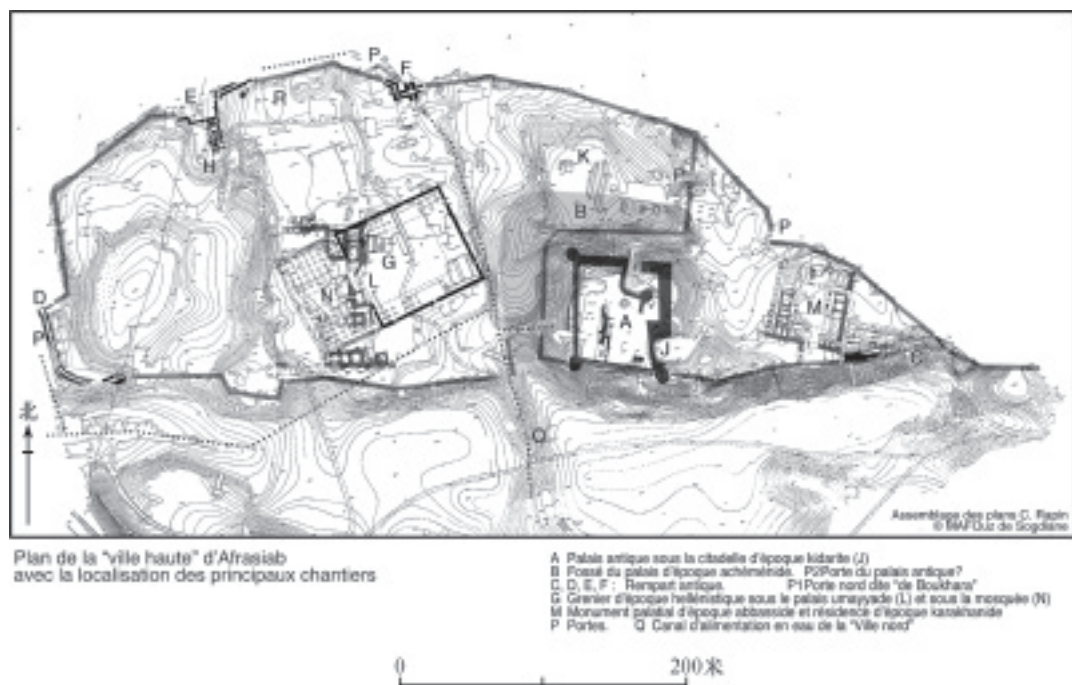 P F
E R
H K
P
B P
G
L D N M
A
P J
C
北
Q
Assemblage des plans C. Rapin
© MAFOuz de Sogdiane
Plan de la "ville haute" d'Afrasiab
avec la localisation des principaux chantiers
A Palais antique sous la citadelle d'époque kidarite (J)
B Fossé du palais d'époque achéménide. P2Porte du palais antique?
C, D, E, F : Rempart antique. P1Porte nord dite "de Boukhara"
G Grenier d'époque hellénistique sous le palais umayyade (L) et sous la mosquée (N)
M Monument palatial d'époque abbasside et résidence d'époque karakhanide
P Portes. Q Canal d'alimentation en eau de la "Ville nord"
0 200米